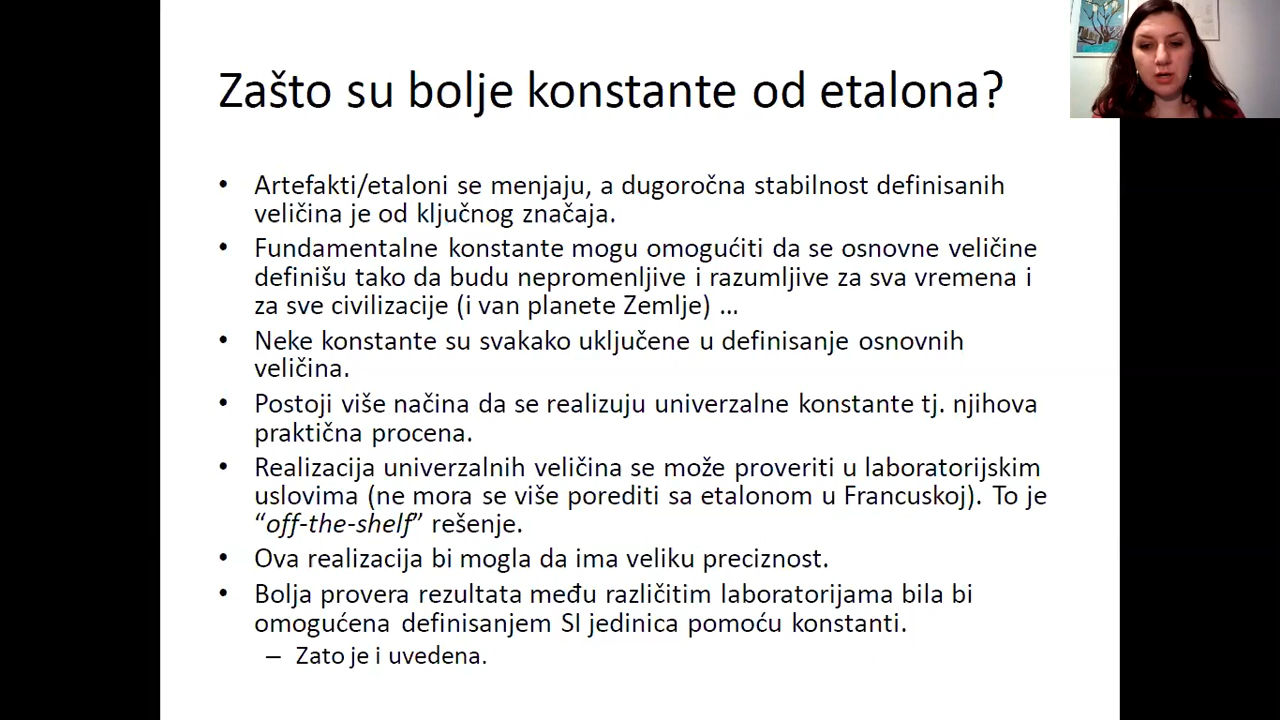 Zašto su bolje konstante od etalona?
• Artefakti/etaloni se menjaju, a dugoročna stabilnost definisanih
veličina je od ključnog značaja.
• Fundamentalne konstante mogu omogućiti da se osnovne veličine
definišu tako da budu nepromenljive i razumljive za sva vremena i
za sve civilizacije (i van planete Zemlje) ...
• Neke konstante su svakako uključene u definisanje osnovnih
veličina.
• Postoji više načina da se realizuju univerzalne konstante tj. njihova
praktična procena.
• Realizacija univerzalnih veličina se može proveriti u laboratorijskim
uslovima (ne mora se više porediti sa etalonom u Francuskoj). To je
“off-the-shelf” rešenje.
• Ova realizacija bi mogla da ima veliku preciznost.
• Bolja provera rezultata među različitim laboratorijama bila bi
omogućena definisanjem SI jedinica pomoću konstanti.
– Zato je i uvedena.